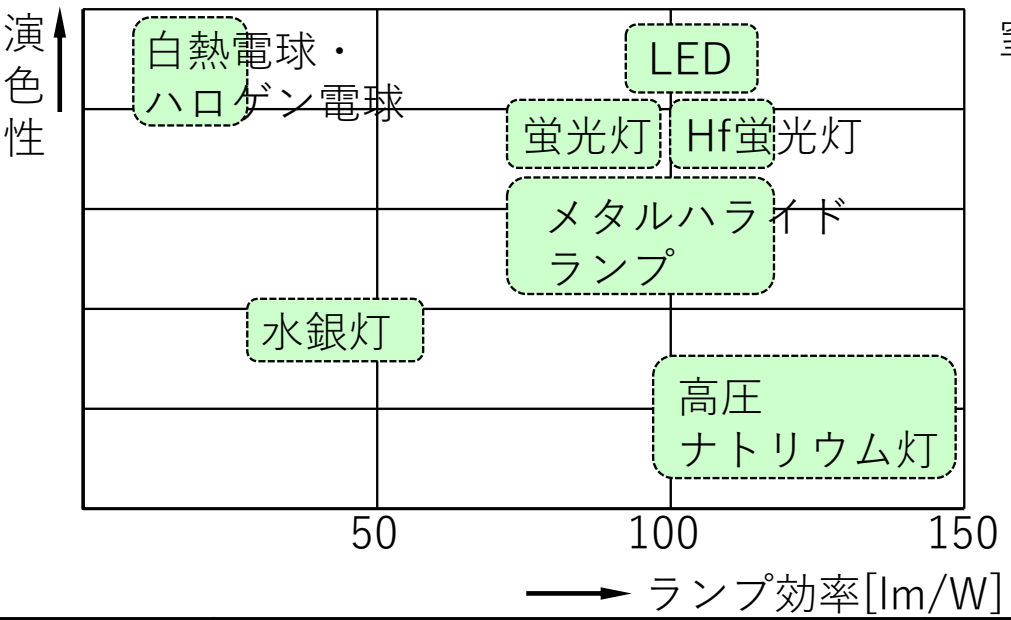 演色性
白熱電球・
ハロゲン電球
LED
蛍光灯
Hf蛍光灯
メタルハライド
ランプ
水銀灯
高圧
ナトリウム灯
50
100
150
ランプ効率[lm/W]